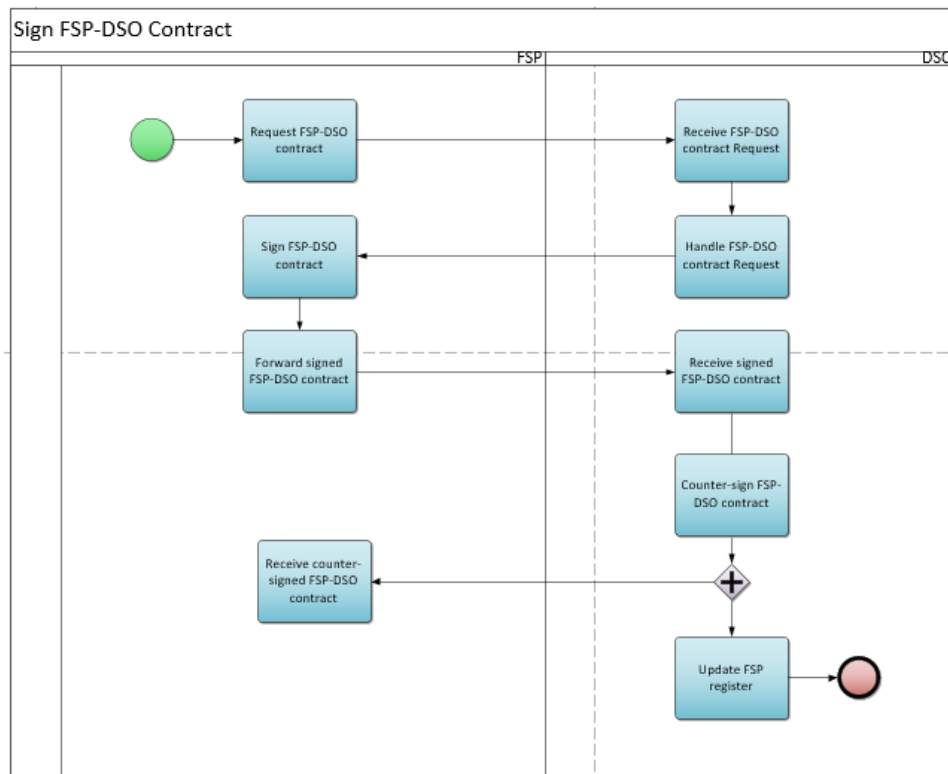 Sign FSP-DSO Contract
FSP
DSO
Request FSP-DSO
contract
Receive FSP-DSO
contract Request
Sign FSP-DSO
contract
Handle FSP-DSO
contract Request
Forward signed
FSP-DSO contract
Receive signed
FSP-DSO contract
Counter-sign FSP-
DSO contract
Receive counter-
signed FSP-DSO
contract
Update FSP
register